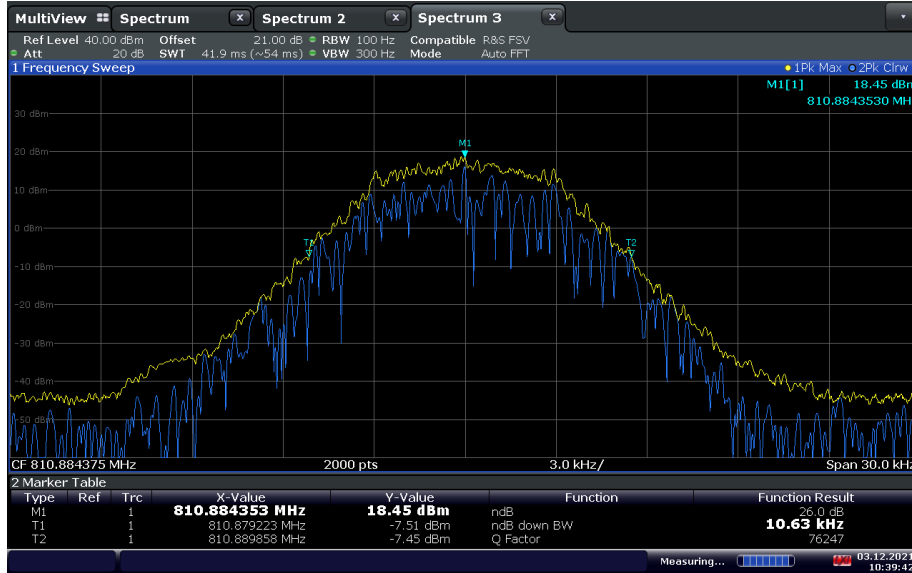 MultiView Spectrum X Spectrum 2 X Spectrum 3 X
Ref Level 40.00 dBm Offset 21.00 dB RBW 100 Hz Compatible R&S FSV
Att 20 dB SWT 41.9 ms (~54 ms) VBW 300 Hz Mode Auto FFT
1 Frequency Sweep 1Pk Max 2Pk Clrw
M1[1] 18.45 dBm
810.8843530 MH
30 dBm
20 dBm
M1
10 dBm
0 dBm
T1 T2
-10 dBm
-20 dBm
-30 dBm
-40 dBm
-50 dBm
CF 810.884375 MHz 2000 pts 3.0 kHz/ Span 30.0 kHz
2 Marker Table
Type Ref Trc X-Value Y-Value Function Function Result
M1 1 810.884353 MHz 18.45 dBm ndB 26.0 dB
T1 1 810.879223 MHz -7.51 dBm ndB down BW 10.63 kHz
T2 1 810.889858 MHz -7.45 dBm Q Factor 76247
Measuring... 03.12.2021
10:39:42